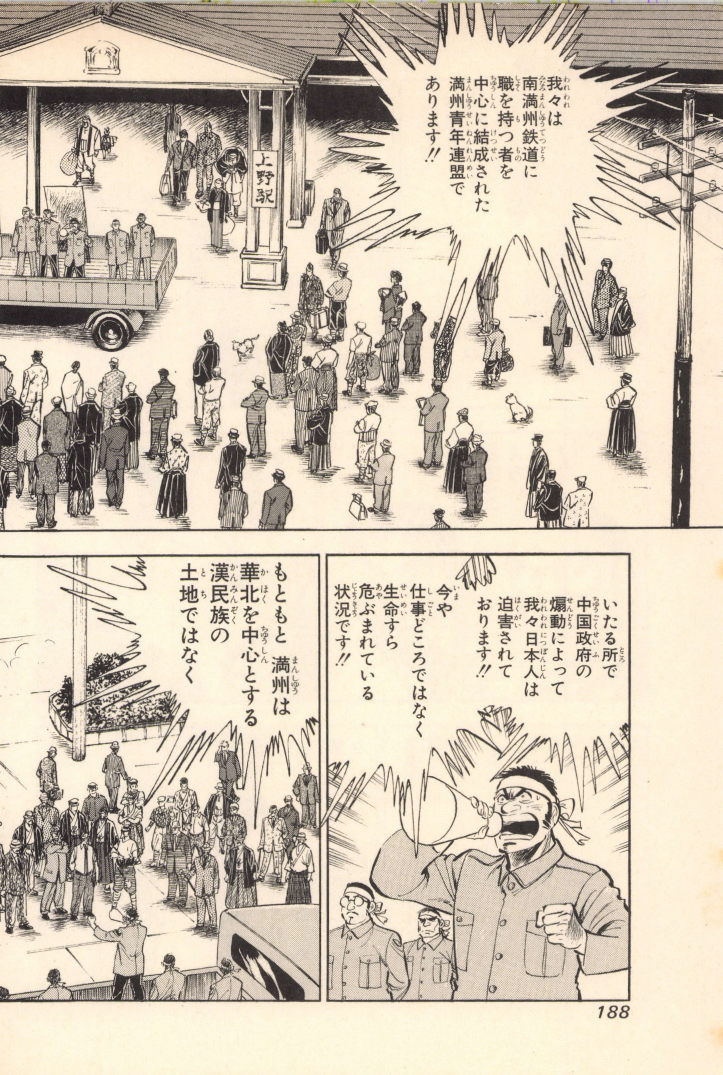 我々は
南満州鉄道に
職を持つ者を
中心に結成された
満州青年連盟で
あります!!
上野駅
いたる所で
中国政府の
煽動によって
我々日本人は
迫害されて
おります!!
今や
仕事どころではなく
生命すら
危ぶまれている
状況です!!
もともと 満州は
華北を中心とする
漢民族の
土地ではなく
188